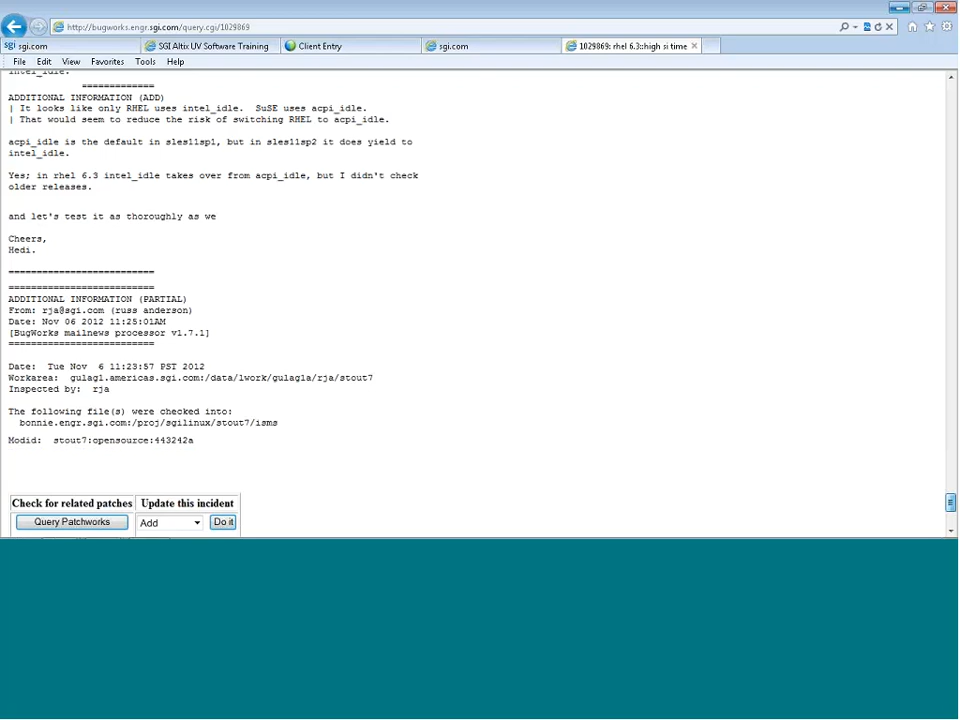 http://bugworks.engr.sgi.com/query.cgi/1029869
sgi sgi.com
SGI Altix UV Software Training
Client Entry
sgi.com
1029869: rhel 6.3::high si time
File Edit View Favorites Tools Help
intel_idle.
=============
ADDITIONAL INFORMATION (ADD)
| It looks like only RHEL uses intel_idle. SuSE uses acpi_idle.
| That would seem to reduce the risk of switching RHEL to acpi_idle.
acpi_idle is the default in sles11sp1, but in sles11sp2 it does yield to
intel_idle.
Yes; in rhel 6.3 intel_idle takes over from acpi_idle, but I didn't check
older releases.
and let's test it as thoroughly as we
Cheers,
Hedi.
==========================
==========================
ADDITIONAL INFORMATION (PARTIAL)
From: rja@sgi.com (russ anderson)
Date: Nov 06 2012 11:25:01AM
[BugWorks mailnews processor v1.7.1]
==========================
Date: Tue Nov 6 11:23:57 PST 2012
Workarea: gulag1.americas.sgi.com:/data/lwork/gulag1a/rja/stout7
Inspected by: rja
The following file(s) were checked into:
bonnie.engr.sgi.com:/proj/sgilinux/stout7/isms
Modid: stout7:opensource:443242a
Check for related patches Update this incident
Query Patchworks Add Do it